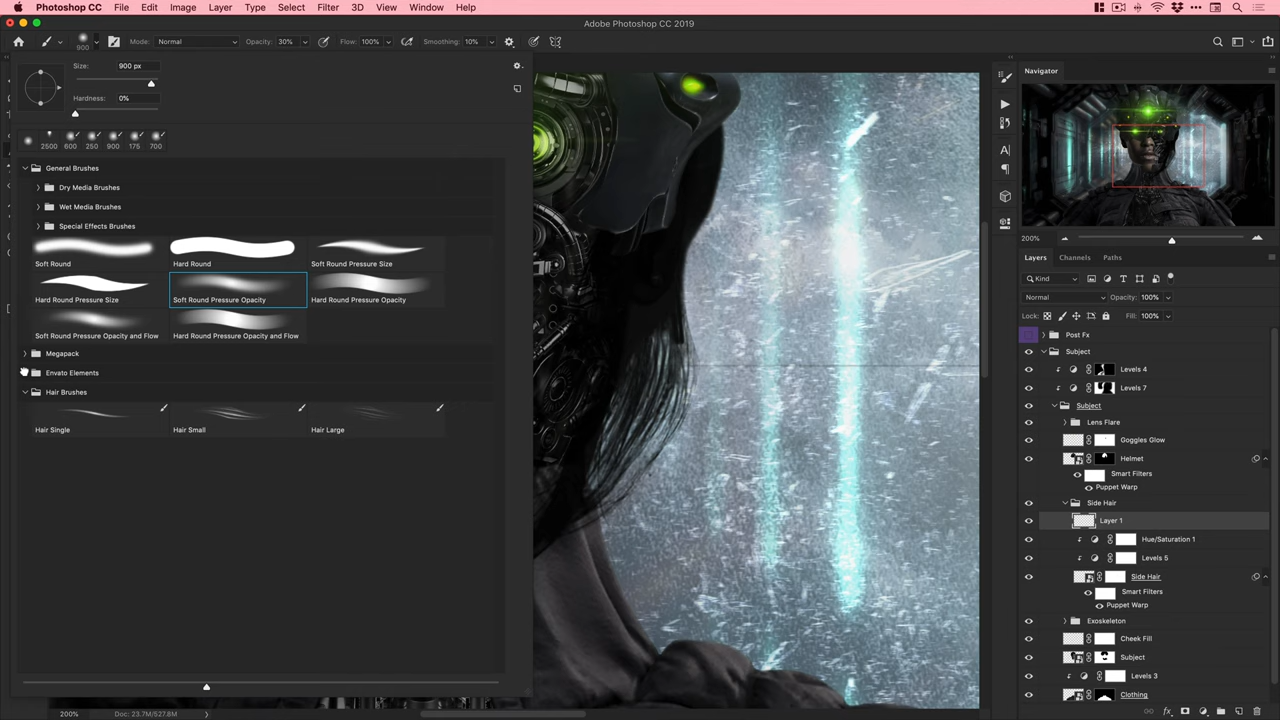 Photoshop CC File Edit Image Layer Type Select Filter 3D View Window Help
Adobe Photoshop CC 2019
900 Mode: Normal Opacity: 30% Flow: 100% Smoothing: 10%
Size: 900 px
Hardness: 0%
2500 600 250 900 175 700
General Brushes
Dry Media Brushes
Wet Media Brushes
Special Effects Brushes
Soft Round Hard Round Soft Round Pressure Size
Hard Round Pressure Size Soft Round Pressure Opacity Hard Round Pressure Opacity
Soft Round Pressure Opacity and Flow Hard Round Pressure Opacity and Flow
Megapack
Envato Elements
Hair Brushes
Hair Single Hair Small Hair Large
200% Doc: 23.7M/527.8M
Navigator
200%
Layers Channels Paths
Kind
Normal Opacity: 100%
Lock: Fill: 100%
Post Fx
Subject
Levels 4
Levels 7
Subject
Lens Flare
Goggles Glow
Helmet
Smart Filters
Puppet Warp
Side Hair
Layer 1
Hue/Saturation 1
Levels 5
Side Hair
Smart Filters
Puppet Warp
Exoskeleton
Cheek Fill
Subject
Levels 3
Clothing